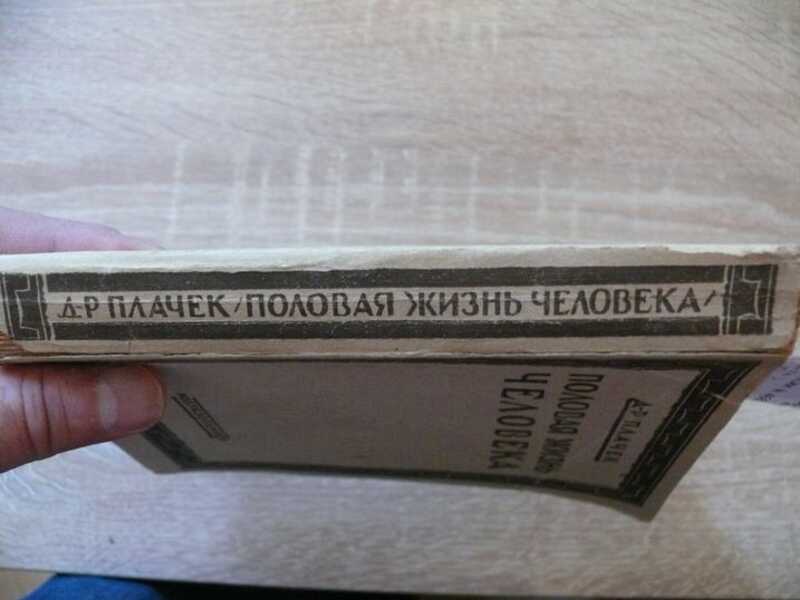 Д-Р ПЛАЧЕК / ПОЛОВАЯ ЖИЗНЬ ЧЕЛОВЕКА /
Д-Р ПЛАЧЕК
ПОЛОВАЯ ЖИЗНЬ
ЧЕЛОВЕКА